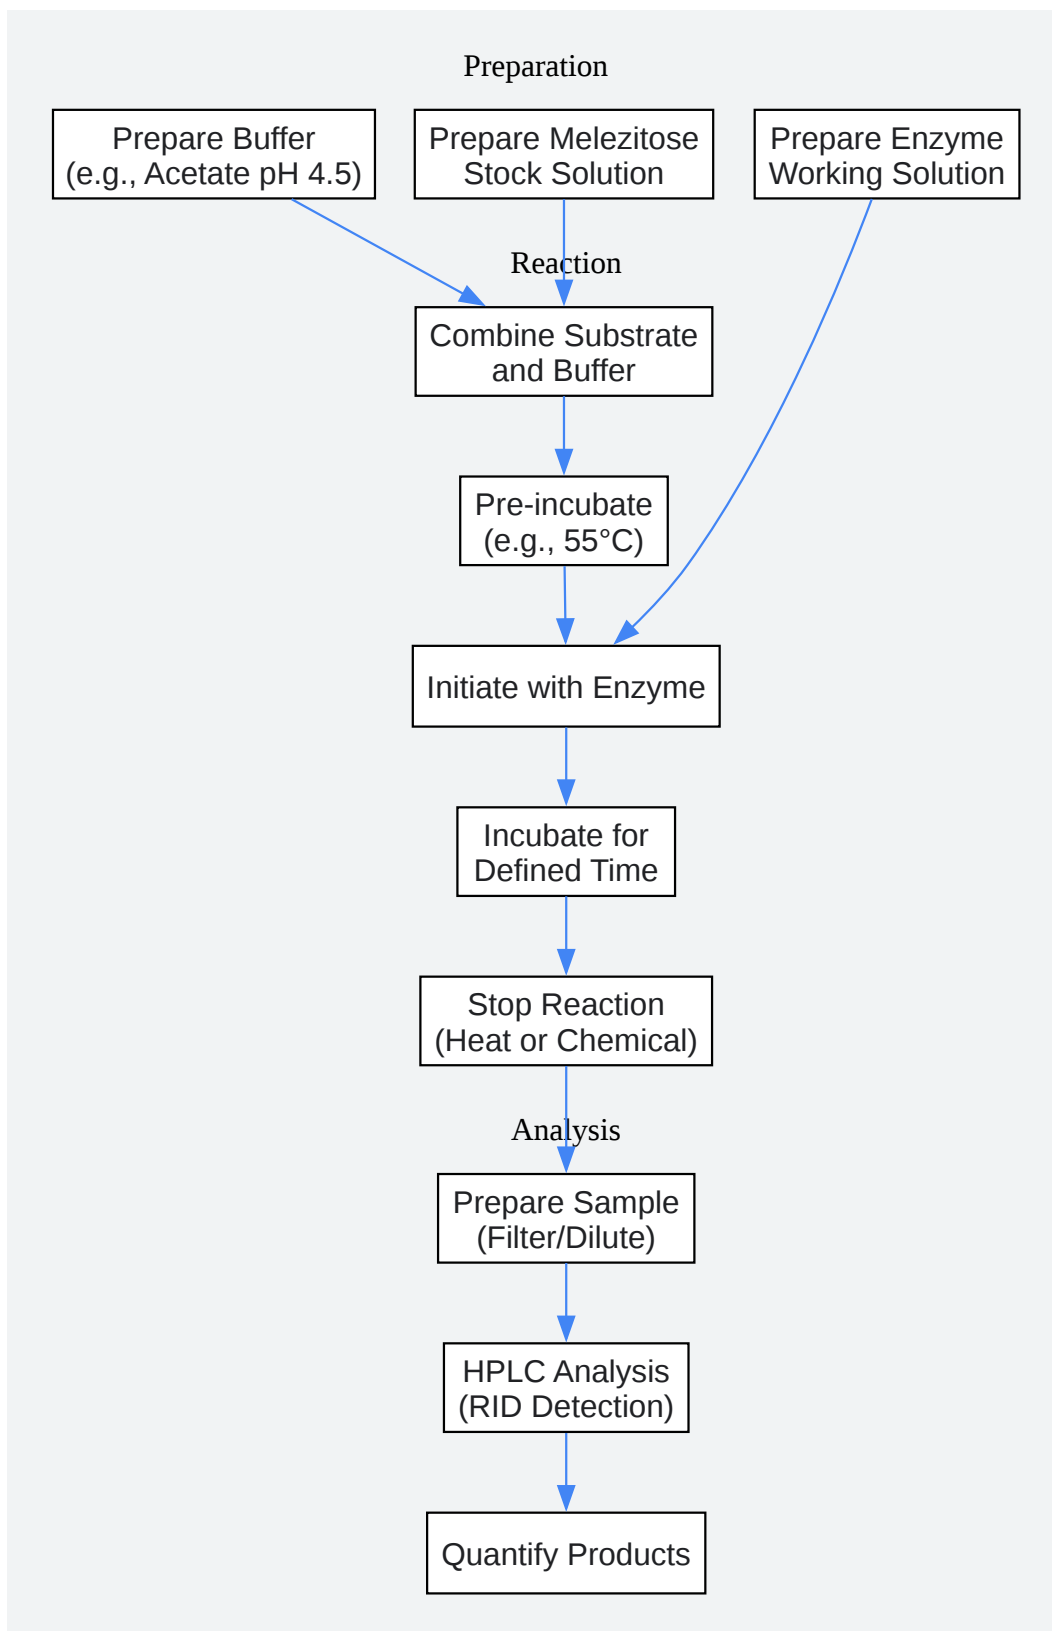 Preparation
Prepare Buffer
(e.g., Acetate pH 4.5)
Prepare Melezitose
Stock Solution
Prepare Enzyme
Working Solution
Reaction
Combine Substrate
and Buffer
Pre-incubate
(e.g., 55°C)
Initiate with Enzyme
Incubate for
Defined Time
Stop Reaction
(Heat or Chemical)
Analysis
Prepare Sample
(Filter/Dilute)
HPLC Analysis
(RID Detection)
Quantify Products